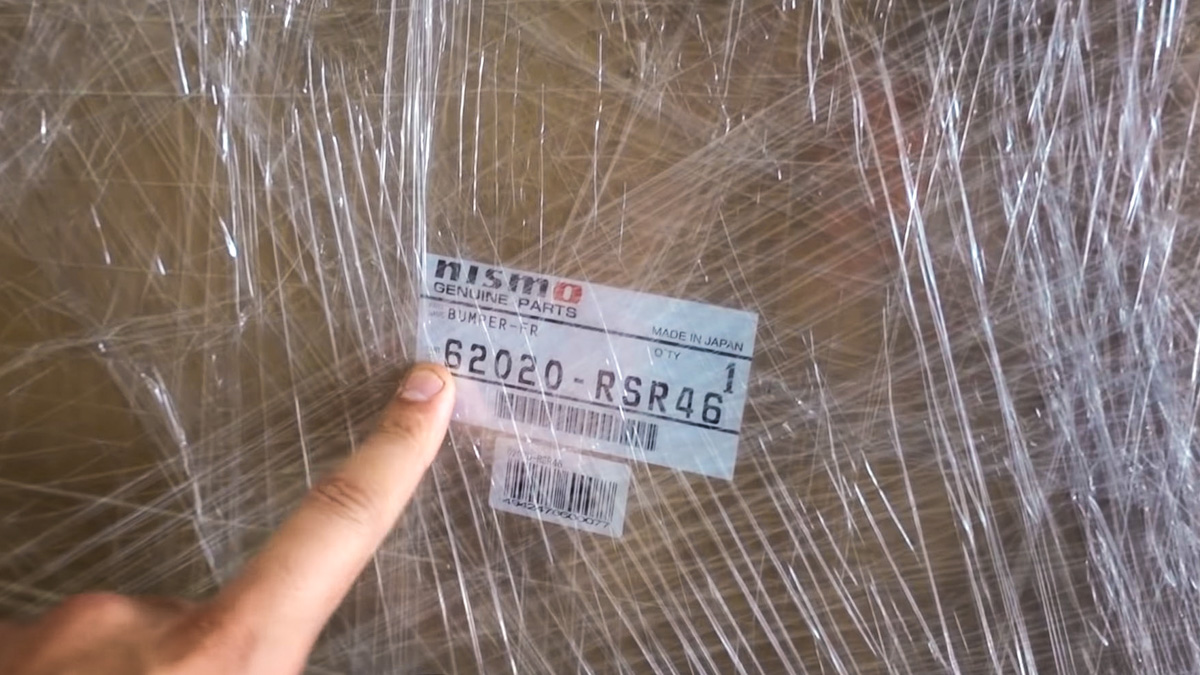 nismo
GENUINE PARTS
BUMPER-FR
MADE IN JAPAN
Q'TY
62020-RSR46
1